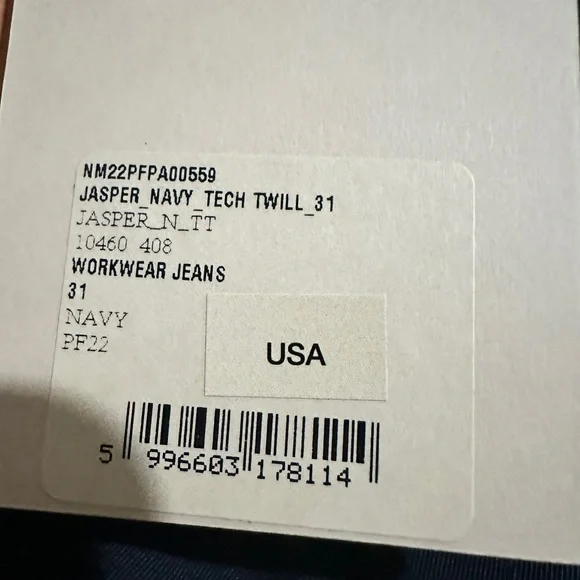 NM22PFPA00559
JASPER_NAVY_TECH TWILL_31
JASPER_N_TT
10460 408
WORKWEAR JEANS
31
NAVY
PF22
USA
5 996603 178114